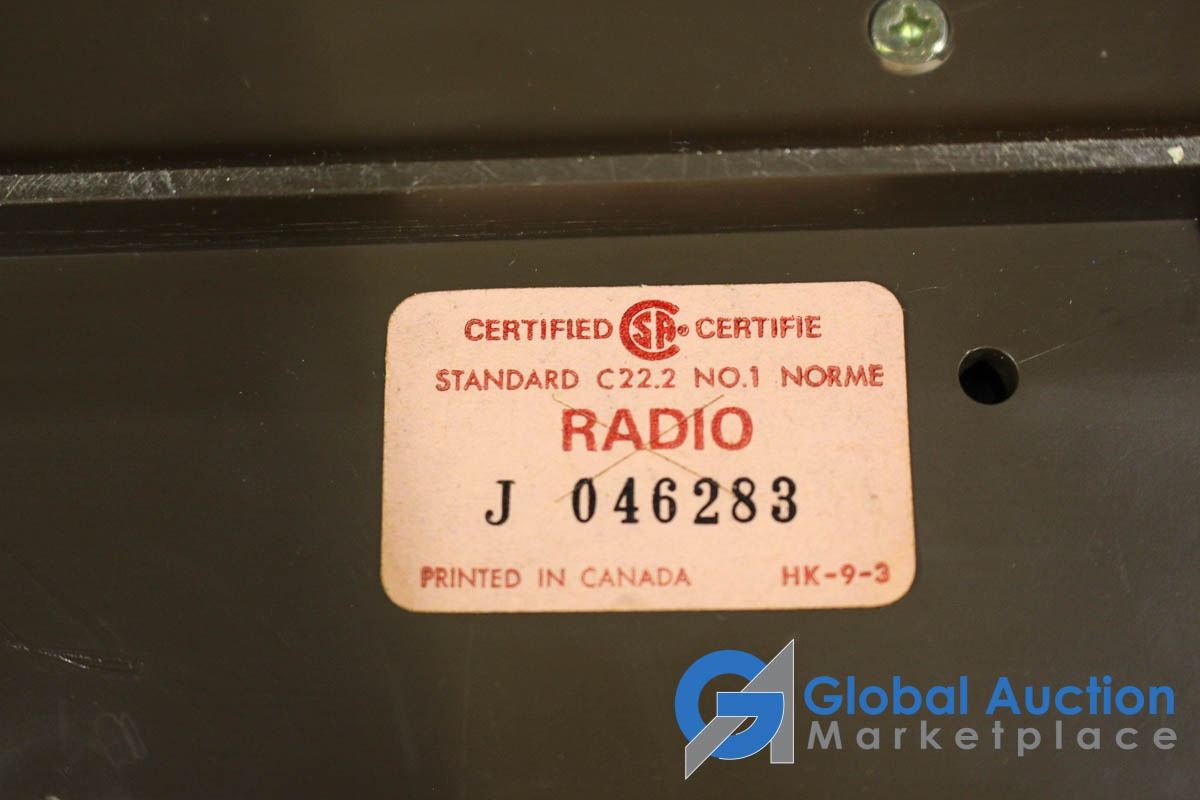 CERTIFIED CSA CERTIFIE
STANDARD C22.2 NO.1 NORME
RADIO
J 046283
PRINTED IN CANADA HK-9-3
Global Auction
Marketplace